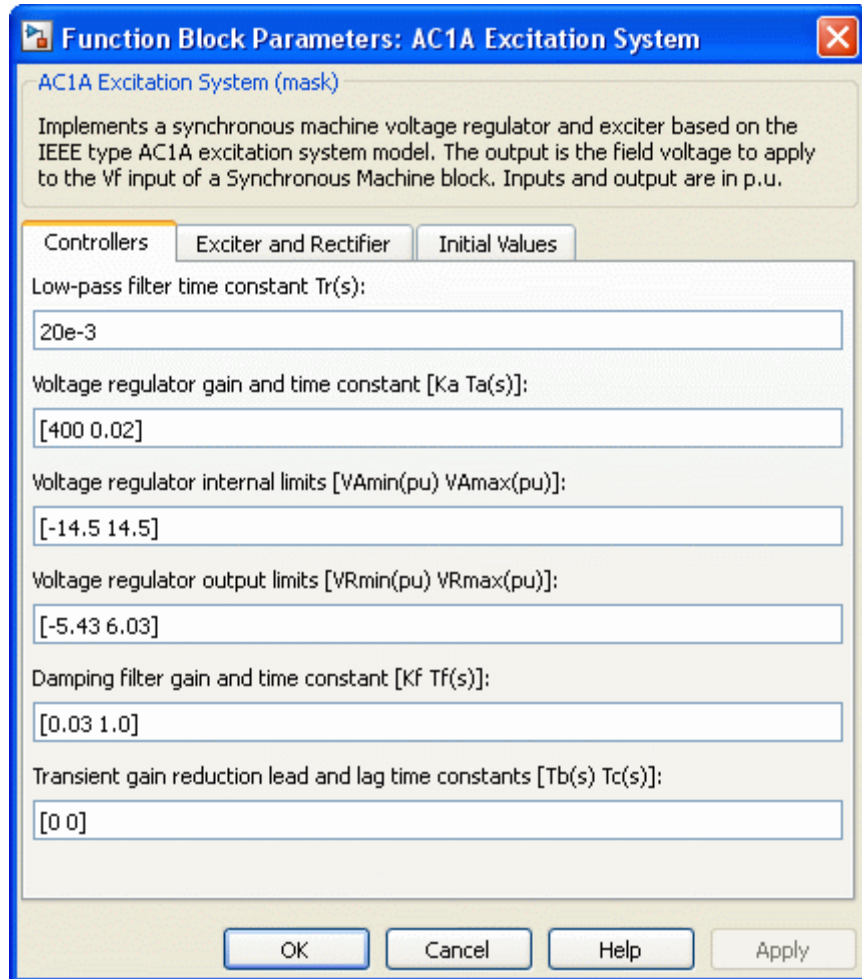 Function Block Parameters: AC1A Excitation System
AC1A Excitation System (mask)
Implements a synchronous machine voltage regulator and exciter based on the
IEEE type AC1A excitation system model. The output is the field voltage to apply
to the Vf input of a Synchronous Machine block. Inputs and output are in p.u.
Controllers Exciter and Rectifier Initial Values
Low-pass filter time constant Tr(s):
20e-3
Voltage regulator gain and time constant [Ka Ta(s)]:
[400 0.02]
Voltage regulator internal limits [VAmin(pu) VAmax(pu)]:
[-14.5 14.5]
Voltage regulator output limits [VRmin(pu) VRmax(pu)]:
[-5.43 6.03]
Damping filter gain and time constant [Kf Tf(s)]:
[0.03 1.0]
Transient gain reduction lead and lag time constants [Tb(s) Tc(s)]:
[0 0]
OK Cancel Help Apply